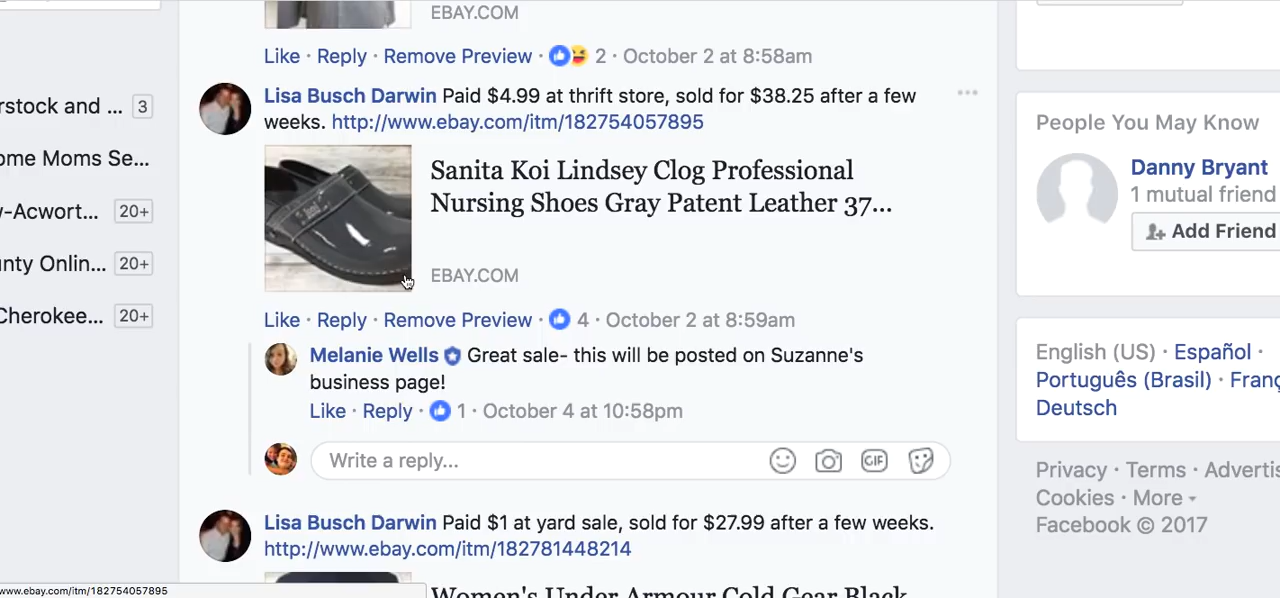 EBAY.COM
Like · Reply · Remove Preview · 2 · October 2 at 8:58am
Lisa Busch Darwin Paid $4.99 at thrift store, sold for $38.25 after a few
weeks. http://www.ebay.com/itm/182754057895
Sanita Koi Lindsey Clog Professional
Nursing Shoes Gray Patent Leather 37...
EBAY.COM
Like · Reply · Remove Preview · 4 · October 2 at 8:59am
Melanie Wells Great sale- this will be posted on Suzanne's
business page!
Like · Reply · 1 · October 4 at 10:58pm
Write a reply...
GIF
Lisa Busch Darwin Paid $1 at yard sale, sold for $27.99 after a few weeks.
http://www.ebay.com/itm/182781448214
Women's Under Armour Cold Gear Black
rstock and ... 3
ome Moms Se...
-Acwort... 20+
nty Onlin... 20+
Cherokee... 20+
www.ebay.com/itm/182754057895
People You May Know
Danny Bryant
1 mutual friend
Add Friend
English (US) · Español ·
Português (Brasil) · Franç
Deutsch
Privacy · Terms · Advertis
Cookies · More
Facebook © 2017